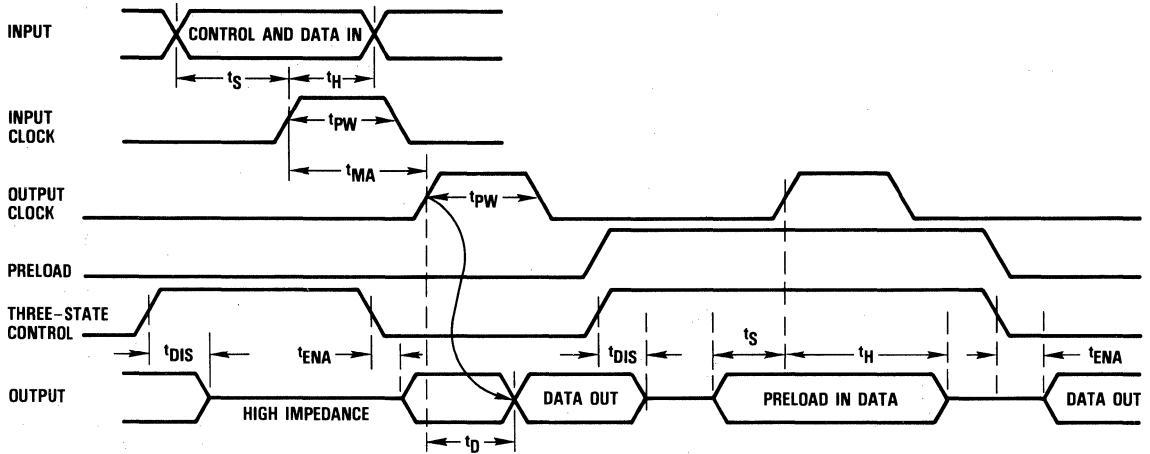 INPUT
CONTROL AND DATA IN
tS
tH
INPUT
CLOCK
tPW
tMA
OUTPUT
CLOCK
tPW
PRELOAD
THREE-STATE
CONTROL
tDIS
tENA
tDIS
tS
tH
tENA
OUTPUT
HIGH IMPEDANCE
DATA OUT
PRELOAD IN DATA
DATA OUT
tD